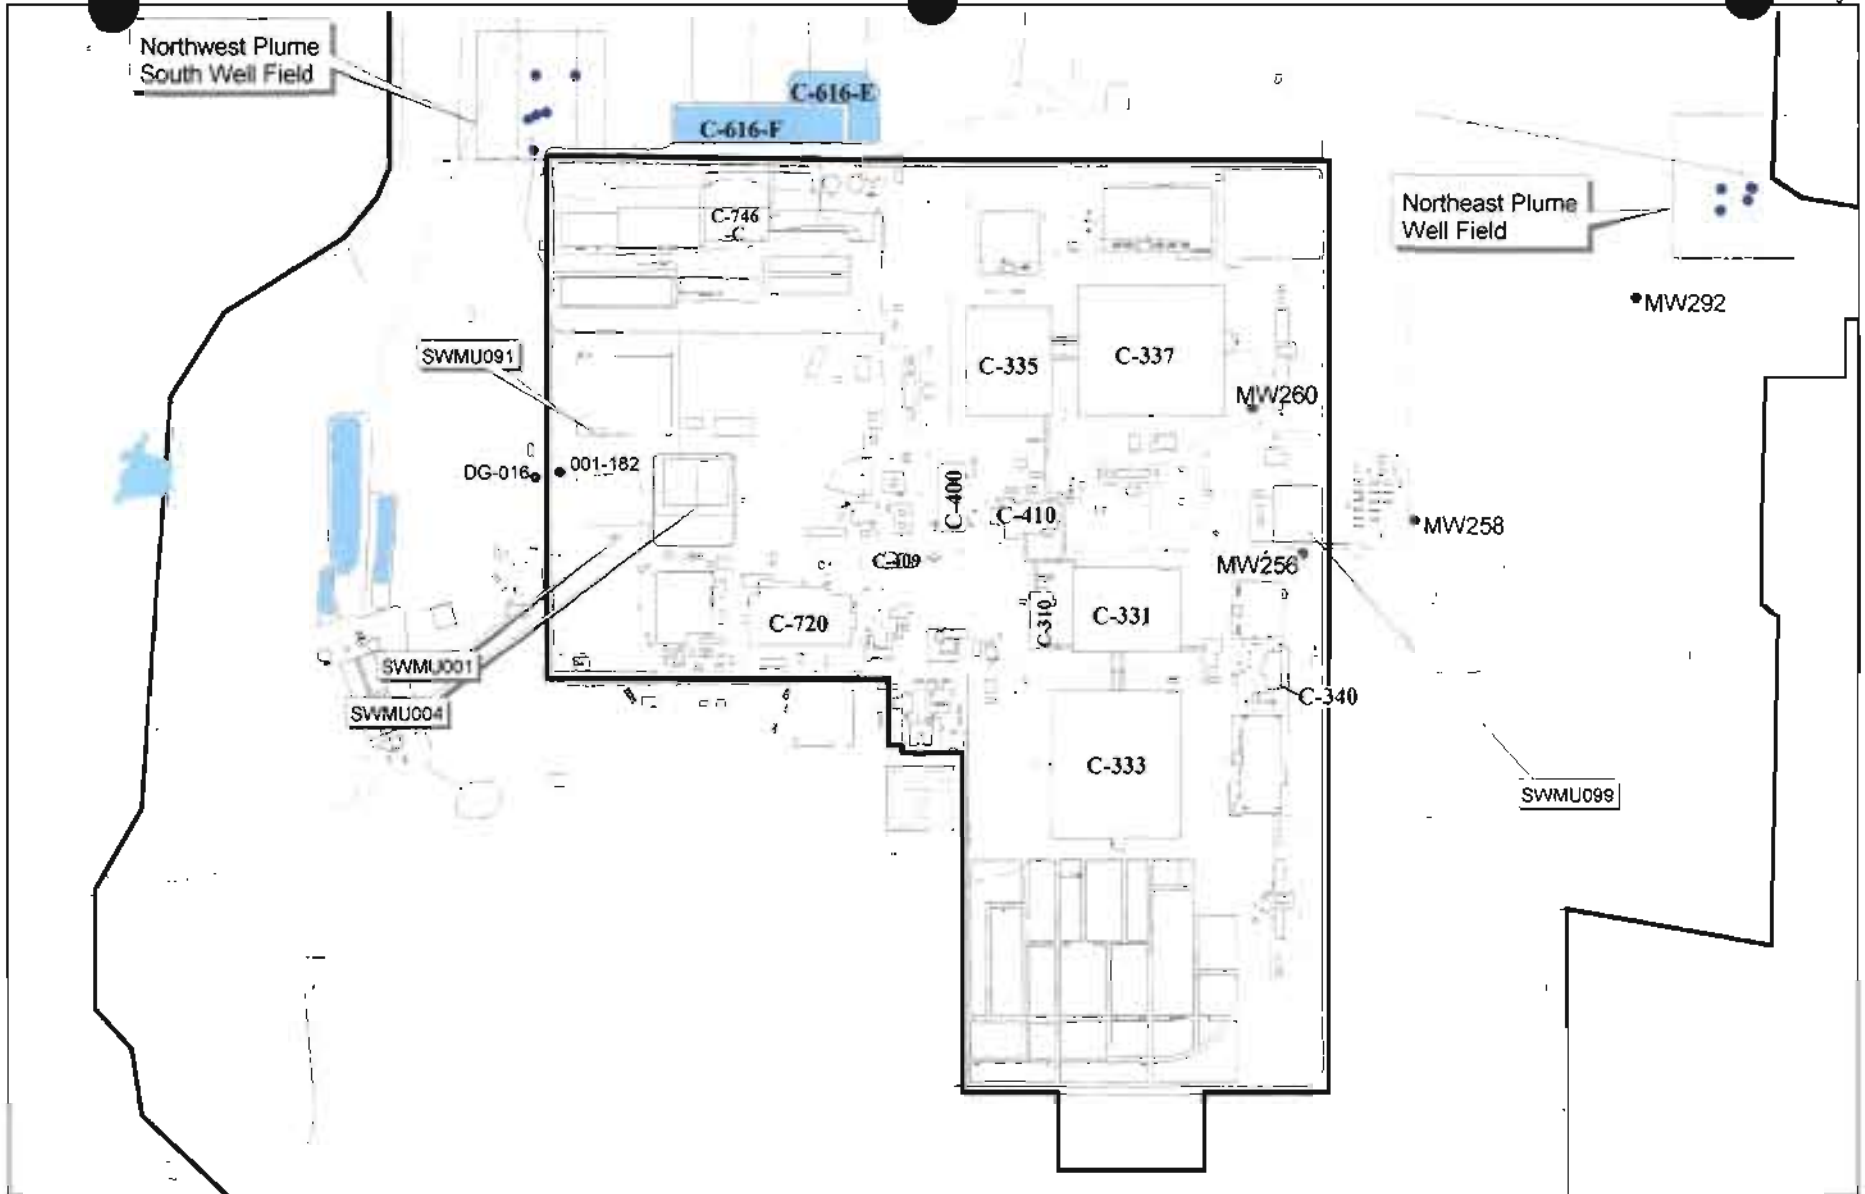 Northwest Plume
South Well Field
C-616-E
C-616-F
C-746
-C
Northeast Plume
Well Field
MW292
SWMU091
C-335
C-337
MW260
DG-016
001-182
C-400
C-410
MW258
C-409
MW256
C-310
C-331
C-720
SWMU001
SWMU004
C-340
C-333
SWMU099